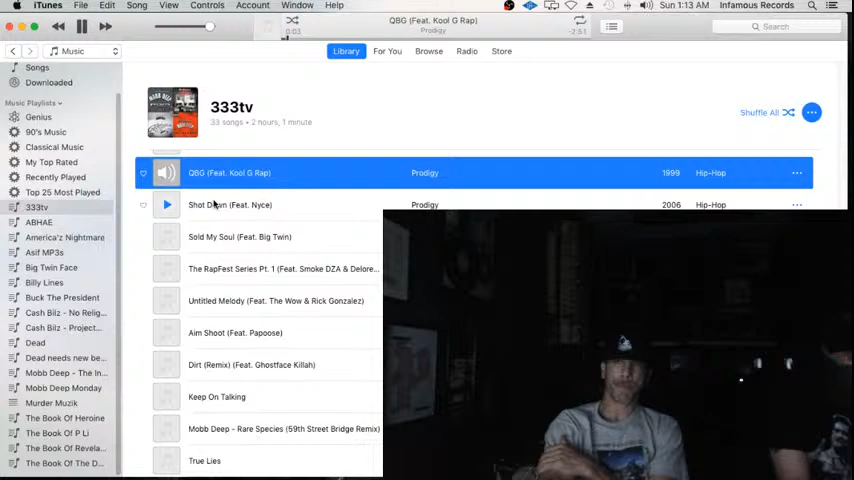 iTunes File Edit Song View Controls Account Window Help Sun 1:13 AM Infamous Records
QBG (Feat. Kool G Rap)
0:03 Prodigy -2:51
Search
Music Library For You Browse Radio Store
Songs
Downloaded
Music Playlists
Genius
90's Music
Classical Music
My Top Rated
Recently Played
Top 25 Most Played
333tv
ABHAE
America'z Nightmare
Asif MP3s
Big Twin Face
Billy Lines
Buck The President
Cash Bilz - No Relig...
Cash Bilz - Project...
Dead
Dead needs new be...
Mobb Deep - The In...
Mobb Deep Monday
Murder Muzik
The Book Of Heroine
The Book Of P Li
The Book Of Revela...
The Book Of The D...
333tv
33 songs • 2 hours, 1 minute
Shuffle All
QBG (Feat. Kool G Rap) Prodigy 1999 Hip-Hop
Shot Down (Feat. Nyce) Prodigy 2006 Hip-Hop
Sold My Soul (Feat. Big Twin)
The RapFest Series Pt. 1 (Feat. Smoke DZA & Delore...
Untitled Melody (Feat. The Wow & Rick Gonzalez)
Aim Shoot (Feat. Papoose)
Dirt (Remix) (Feat. Ghostface Killah)
Keep On Talking
Mobb Deep - Rare Species (59th Street Bridge Remix)
True Lies